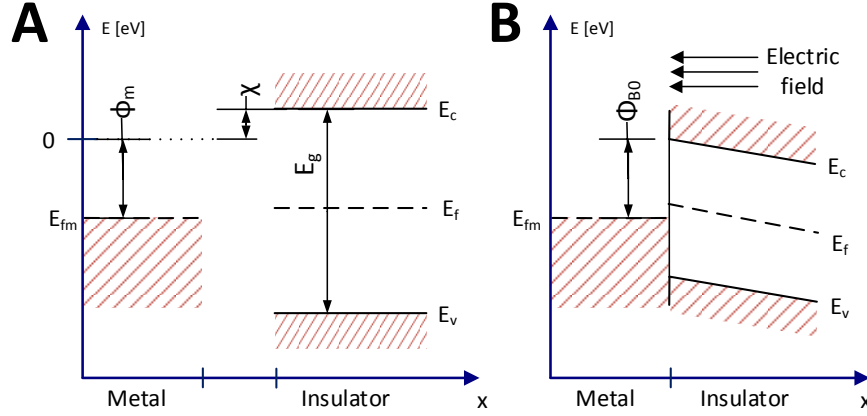 A
E [eV]
Φm
χ
0
Ec
Eg
Ef
Efm
Ev
Metal
Insulator
x
B
E [eV]
Electric
field
ΦB0
Ec
Efm
Ef
Ev
Metal
Insulator
x